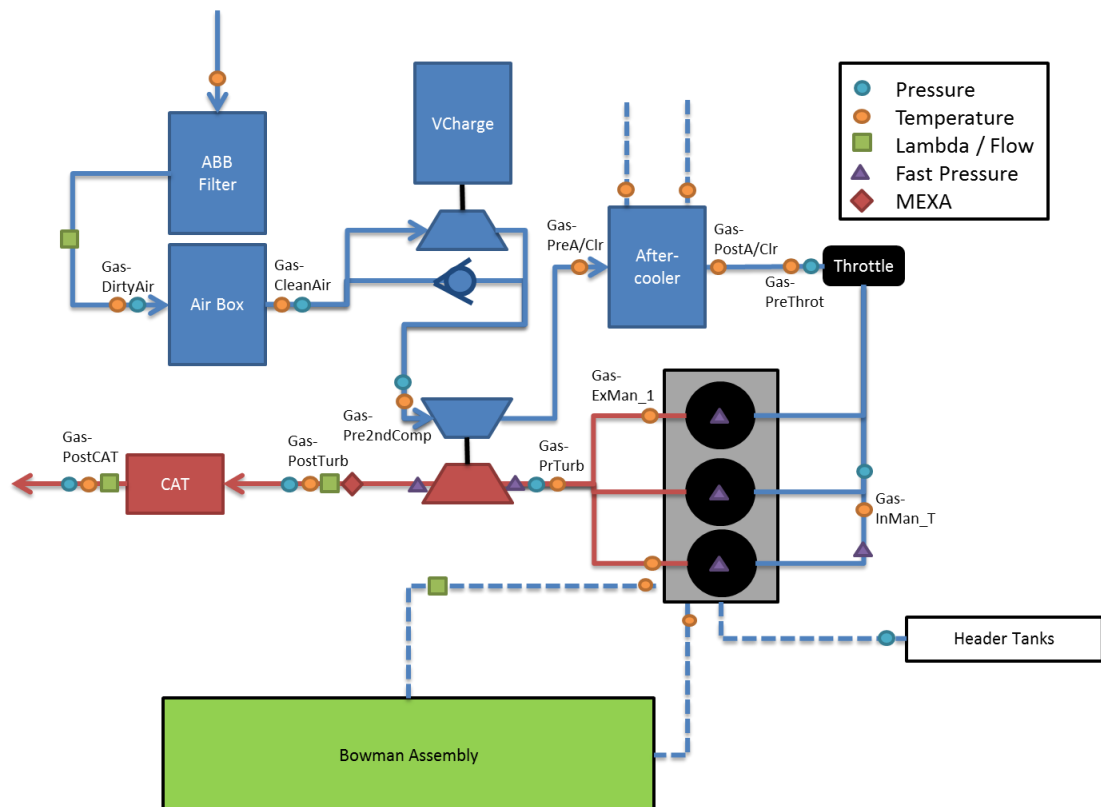 VCharge
Pressure
Temperature
Lambda / Flow
Fast Pressure
MEXA
ABB
Filter
Gas-
DirtyAir
Gas-
CleanAir
Air Box
Gas-
PreA/Clr
After-
cooler
Gas-
PostA/Clr
Gas-
PreThrot
Throttle
Gas-
ExMan_1
Gas-
Pre2ndComp
Gas-
PostCAT
CAT
Gas-
PostTurb
Gas-
PrTurb
Gas-
InMan_T
Header Tanks
Bowman Assembly